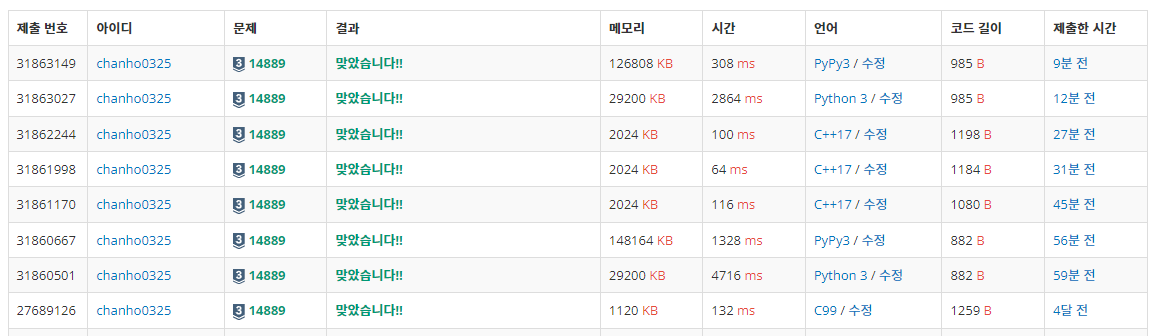 제출 번호 아이디 문제 결과 메모리 시간 언어 코드 길이 제출한 시간
31863149 chanho0325 3 14889 맞았습니다!! 126808 KB 308 ms PyPy3 / 수정 985 B 9분 전
31863027 chanho0325 3 14889 맞았습니다!! 29200 KB 2864 ms Python 3 / 수정 985 B 12분 전
31862244 chanho0325 3 14889 맞았습니다!! 2024 KB 100 ms C++17 / 수정 1198 B 27분 전
31861998 chanho0325 3 14889 맞았습니다!! 2024 KB 64 ms C++17 / 수정 1184 B 31분 전
31861170 chanho0325 3 14889 맞았습니다!! 2024 KB 116 ms C++17 / 수정 1080 B 45분 전
31860667 chanho0325 3 14889 맞았습니다!! 148164 KB 1328 ms PyPy3 / 수정 882 B 56분 전
31860501 chanho0325 3 14889 맞았습니다!! 29200 KB 4716 ms Python 3 / 수정 882 B 59분 전
27689126 chanho0325 3 14889 맞았습니다!! 1120 KB 132 ms C99 / 수정 1259 B 4달 전